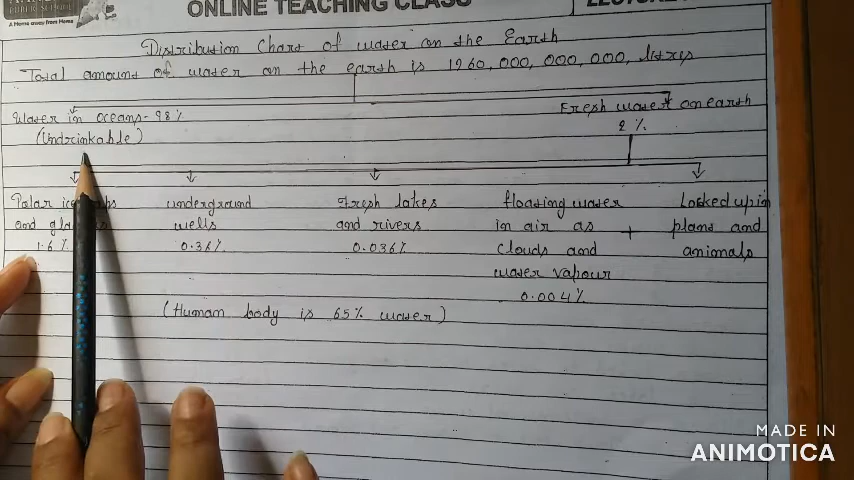 ONLINE TEACHING CLASS
A Home away from Home
Distribution Chart of water on the Earth
Total amount of water on the earth is 1260,000,000,000, litris
Water in oceans-98%
(Undrinkable)
Fresh water on earth
2%
Polar ice caps
and glaciers
1.6%
underground
wells
0.36%
Fresh lakes
and rivers
0.036%
floating water
in air as
clouds and
water vapour
0.004%
+
Locked up in
plans and
animals
(Human body is 65% water)
MADE IN
ANIMOTICA